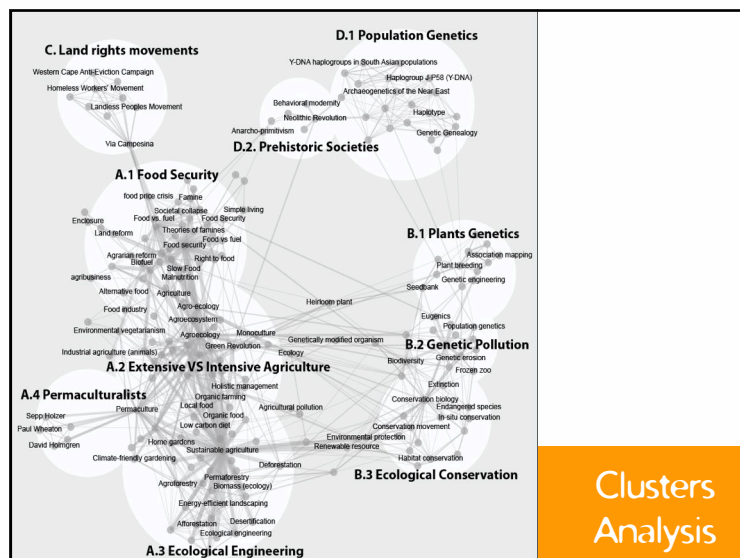 C. Land rights movements
Western Cape Anti-Eviction Campaign
Homeless Workers' Movement
Landless Peoples Movement
Via Campesina
D.1 Population Genetics
Y-DNA haplogroups in South Asian populations
Haplogroup J-P58 (Y-DNA)
Archaeogenetics of the Near East
Haplotype
Genetic Genealogy
Behavioral modernity
Neolithic Revolution
Anarcho-primitivism
D.2. Prehistoric Societies
A.1 Food Security
food price crisis
Famine
Societal collapse
Simple living
Food vs. fuel
Food Security
Enclosure
Land reform
Theories of famines
Food security
Food vs fuel
Agrarian reform
Biofuel
Right to food
Slow Food
agribusiness
Malnutrition
Alternative food
Agriculture
Food industry
Agro-ecology
Agroecosystem
Environmental vegetarianism
Agroecology
Monoculture
Green Revolution
Industrial agriculture (animals)
Ecology
Heirloom plant
Genetically modified organism
B.1 Plants Genetics
Association mapping
Plant breeding
Genetic engineering
Seedbank
Eugenics
Population genetics
B.2 Genetic Pollution
Biodiversity
Genetic erosion
Frozen zoo
Extinction
Conservation biology
Endangered species
In-situ conservation
Conservation movement
Environmental protection
Renewable resource
Habitat conservation
B.3 Ecological Conservation
A.2 Extensive VS Intensive Agriculture
Holistic management
Organic farming
Local food
Agricultural pollution
Organic food
Low carbon diet
A.4 Permaculturalists
Sepp Holzer
Permaculture
Paul Wheaton
David Holmgren
Home gardens
Sustainable agriculture
Climate-friendly gardening
Deforestation
Permaforestry
Agroforestry
Biomass (ecology)
Energy-efficient landscaping
Afforestation
Desertification
Ecological engineering
A.3 Ecological Engineering
Clusters
Analysis